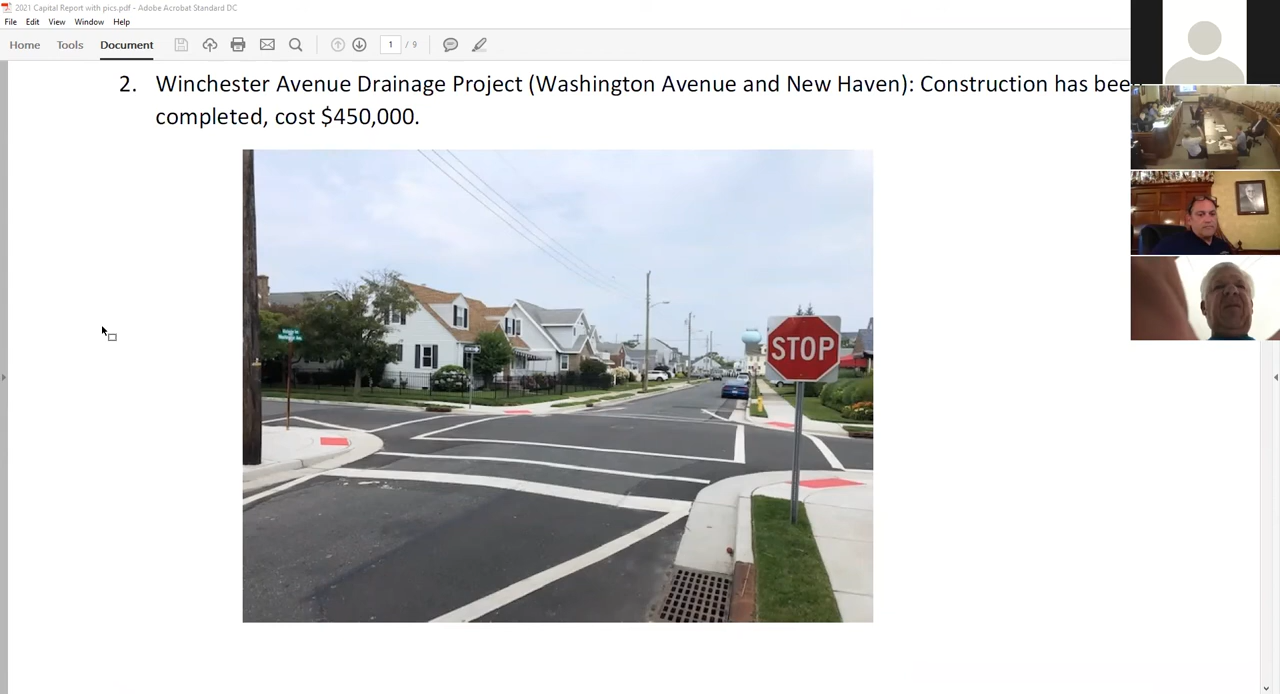 2021 Capital Report with pics.pdf - Adobe Acrobat Standard DC
File Edit View Window Help
Home Tools Document 1 / 9
2. Winchester Avenue Drainage Project (Washington Avenue and New Haven): Construction has bee
completed, cost $450,000.
STOP